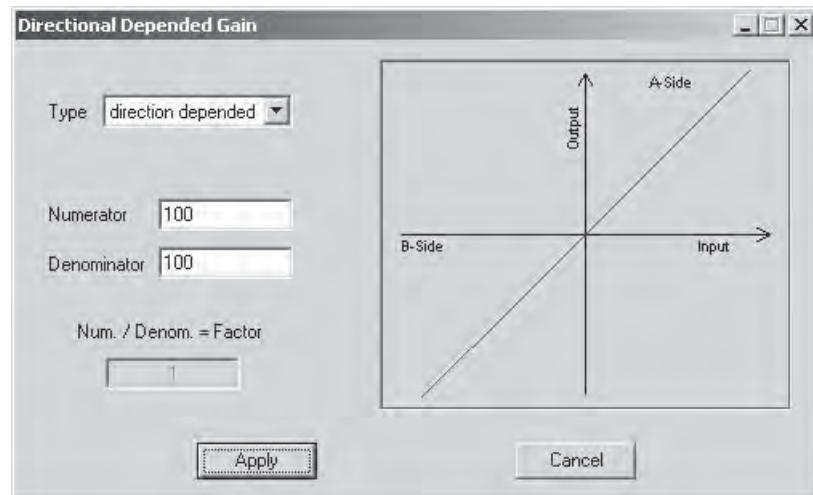 Directional Depended Gain
Type direction depended
Numerator 100
Denominator 100
Num. / Denom. = Factor
1
A-Side
Output
B-Side
Input
Apply
Cancel